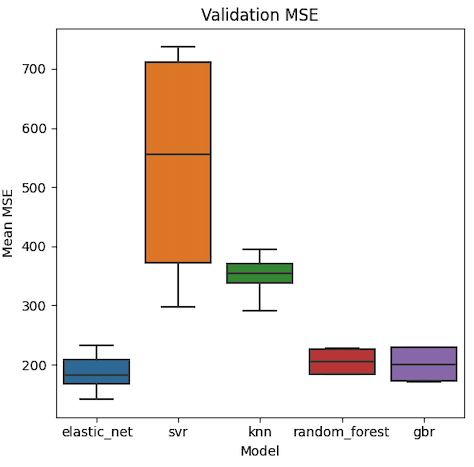 Validation MSE
Mean MSE
700
600
500
400
300
200
elastic_net
svr
knn
random_forest
gbr
Model